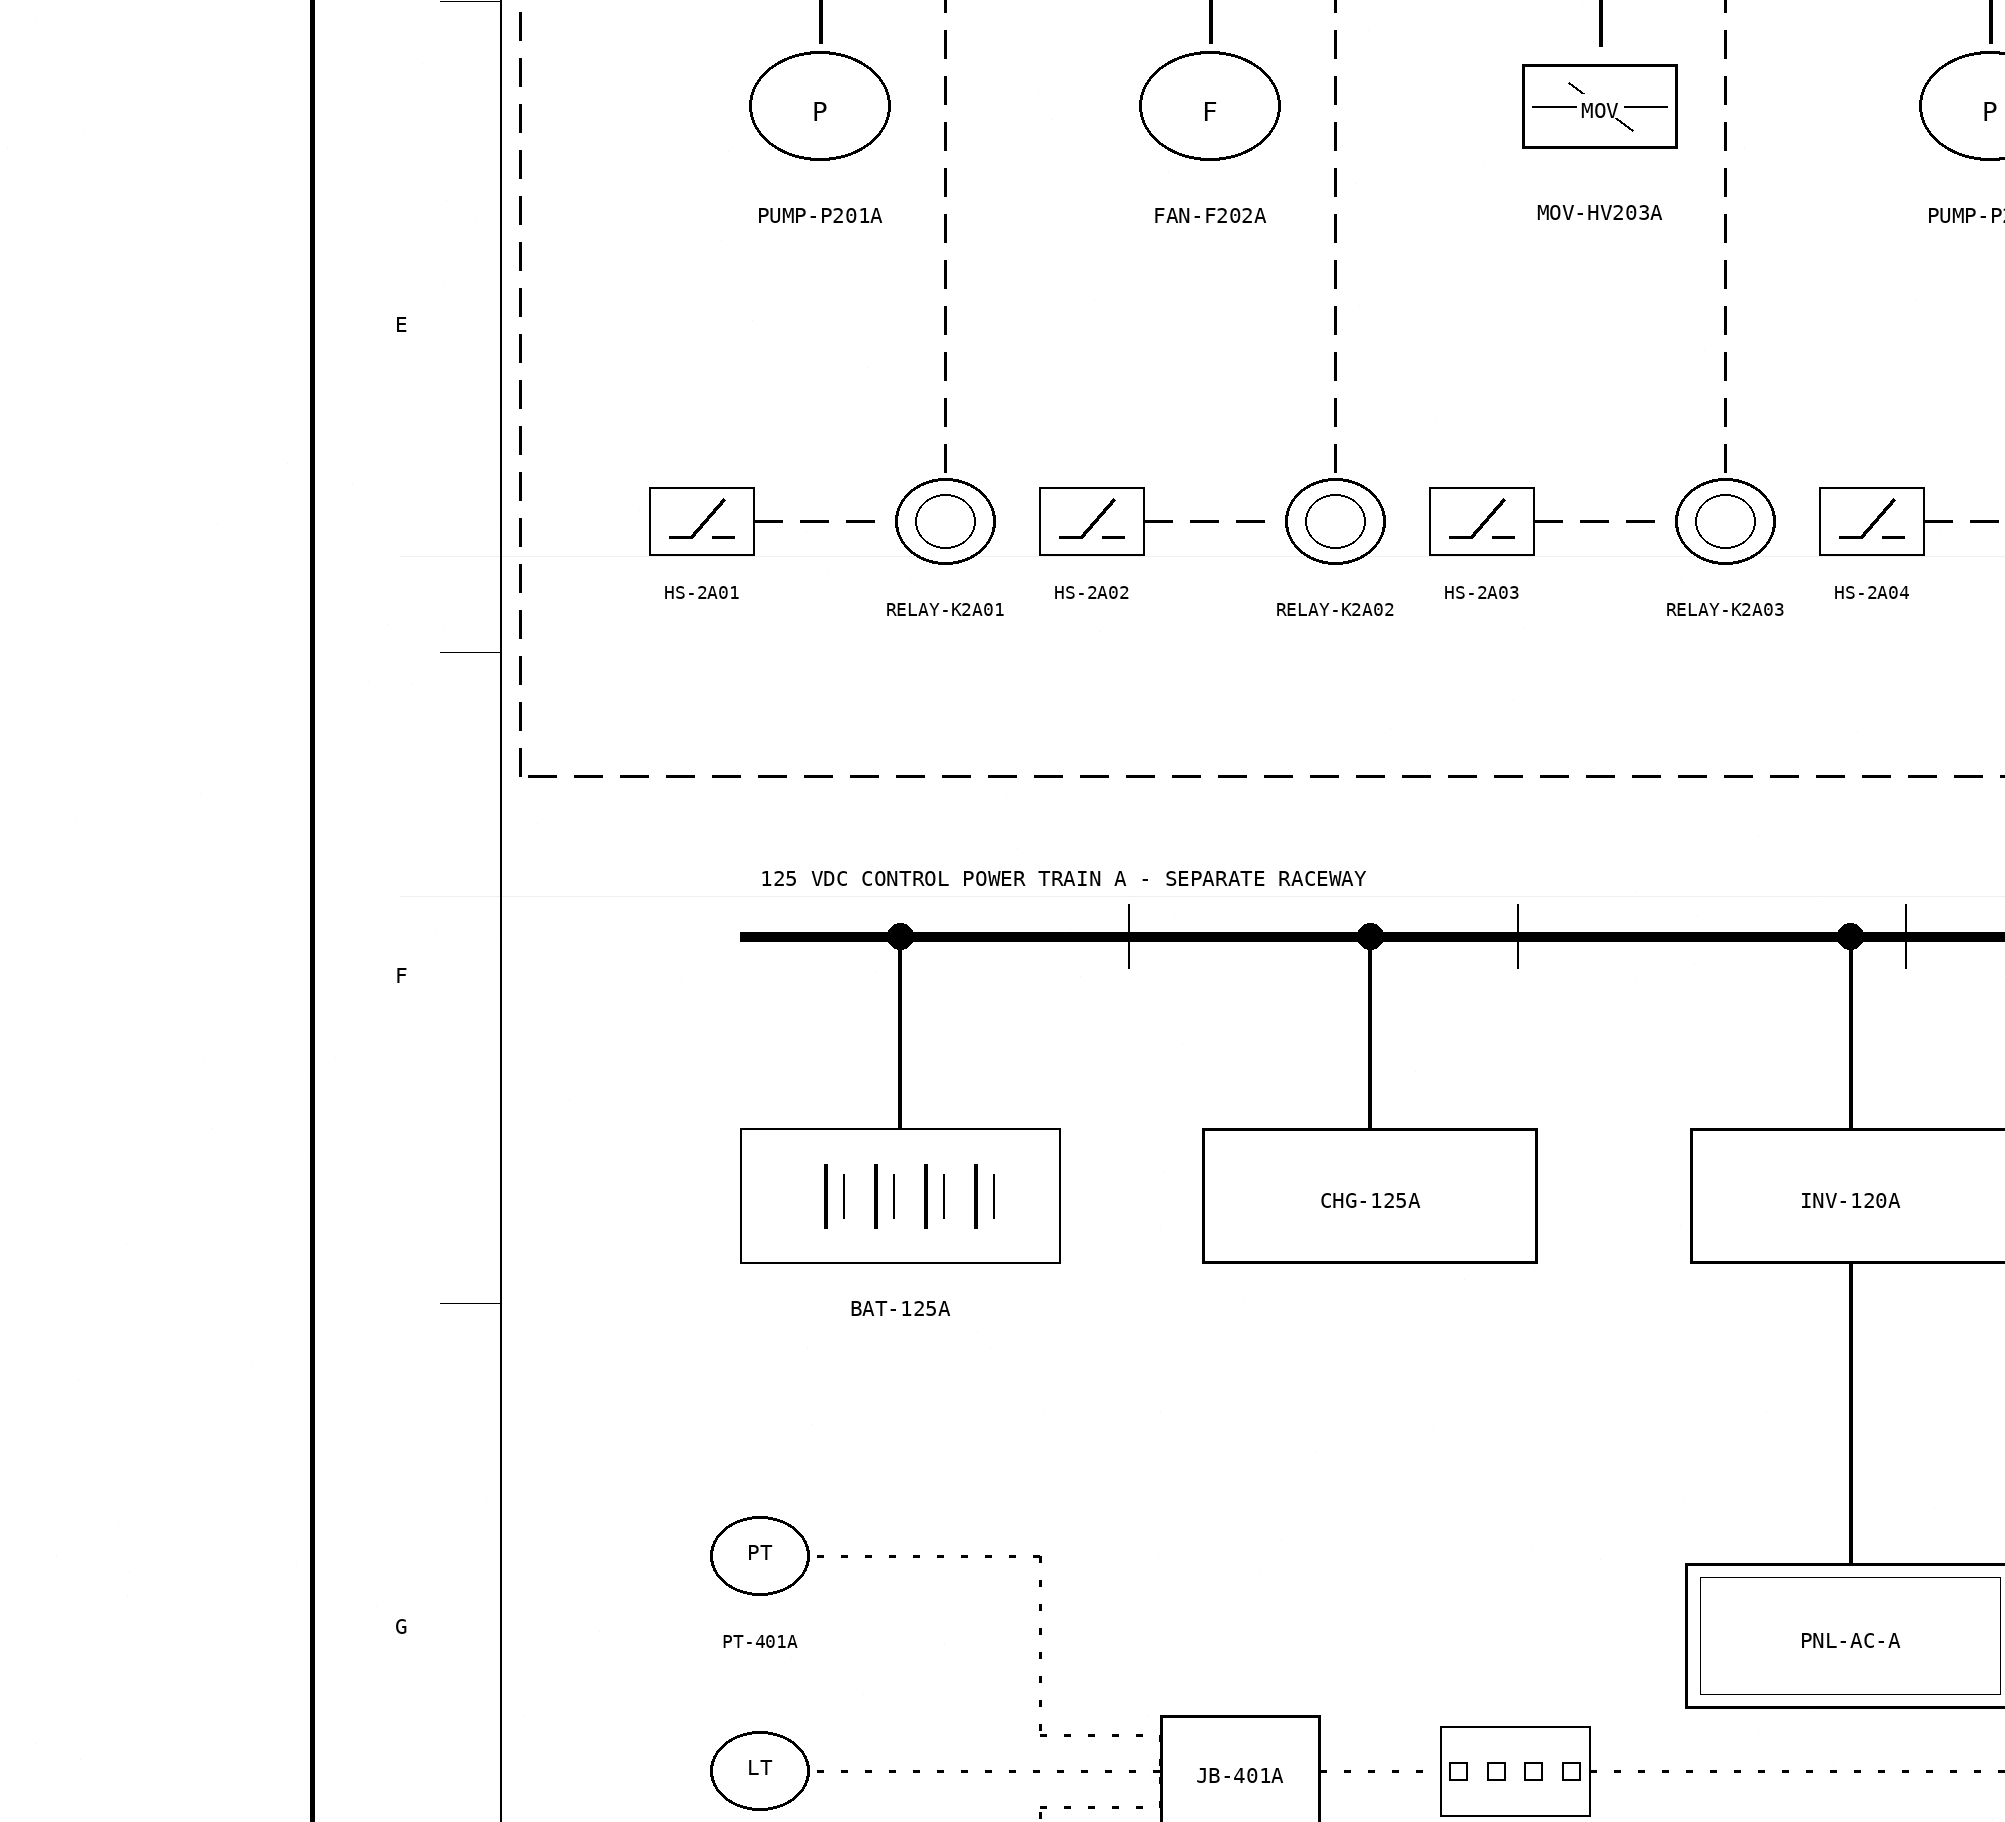 P
F
MOV
P
PUMP-P201A
FAN-F202A
MOV-HV203A
PUMP-P
E
HS-2A01
HS-2A02
HS-2A03
HS-2A04
RELAY-K2A01
RELAY-K2A02
RELAY-K2A03
125 VDC CONTROL POWER TRAIN A - SEPARATE RACEWAY
F
CHG-125A
INV-120A
BAT-125A
PT
G
PT-401A
PNL-AC-A
LT
JB-401A